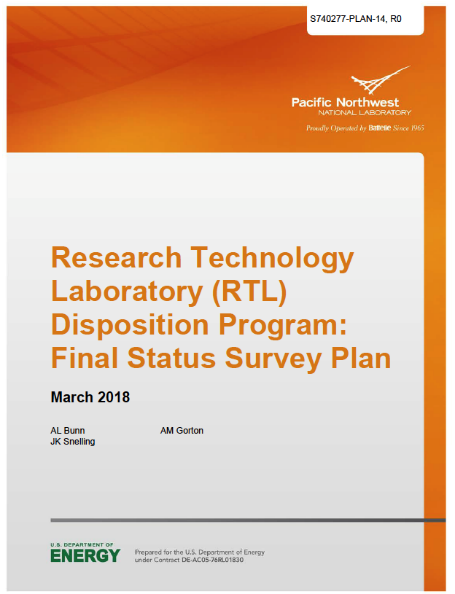 S740277-PLAN-14, R0
Pacific Northwest
NATIONAL LABORATORY
Proudly Operated by Battelle Since 1965
Research Technology
Laboratory (RTL)
Disposition Program:
Final Status Survey Plan
March 2018
AL Bunn AM Gorton
JK Snelling
U.S. DEPARTMENT OF
ENERGY
Prepared for the U.S. Department of Energy
under Contract DE-AC05-76RL01830